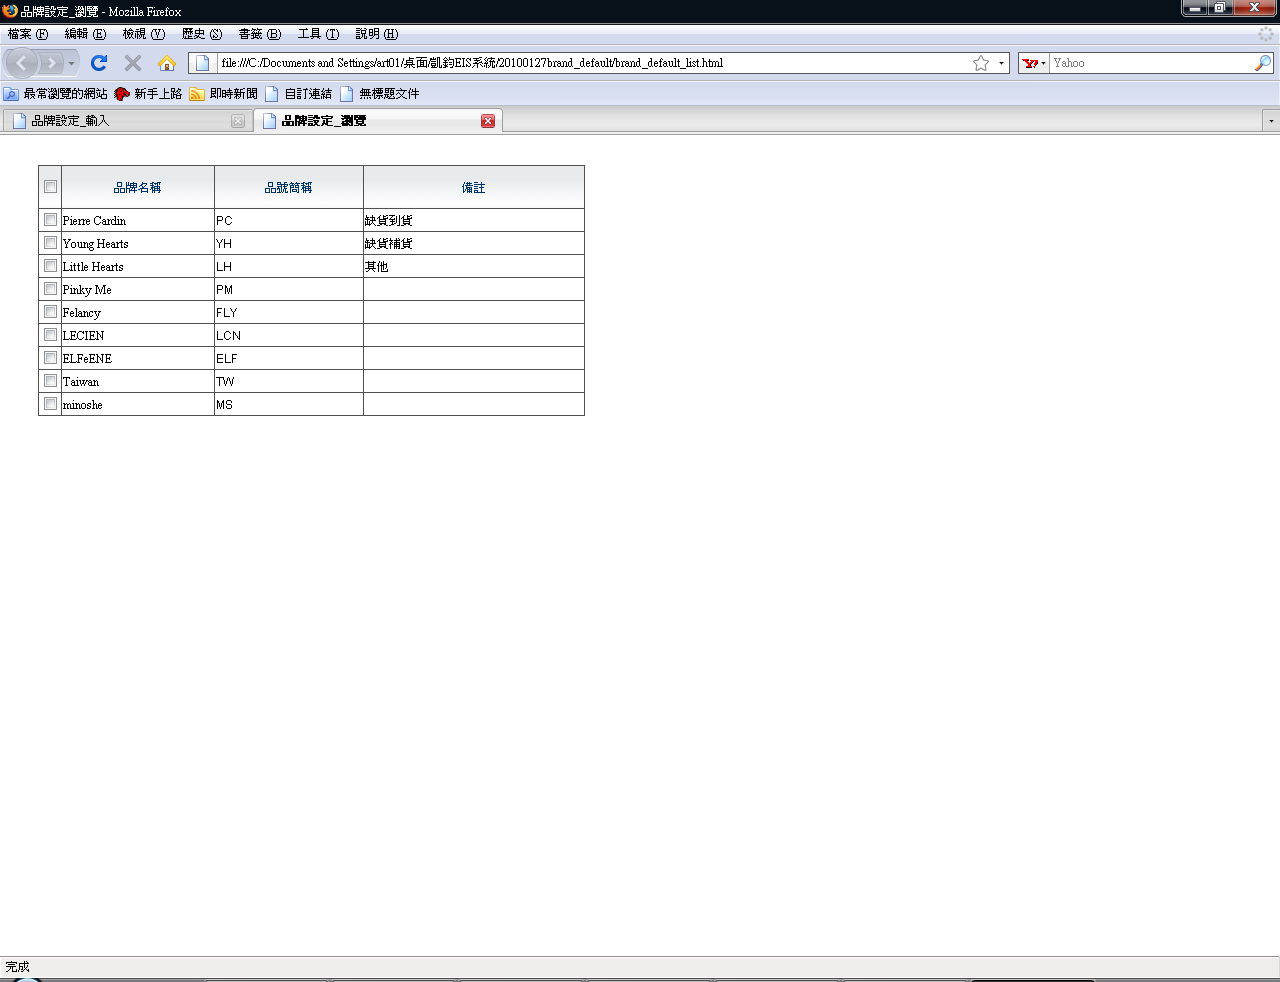 品牌設定_瀏覽 - Mozilla Firefox
檔案 (F) 編輯 (E) 檢視 (V) 歷史 (S) 書籤 (B) 工具 (T) 說明 (H)
file:///C:/Documents and Settings/art01/桌面/凱鈞EIS系統/20100127brand_default/brand_default_list.html Yahoo
最常瀏覽的網站 新手上路 即時新聞 自訂連結 無標題文件
品牌設定_輸入 品牌設定_瀏覽
品牌名稱 品號簡稱 備註
Pierre Cardin PC 缺貨到貨
Young Hearts YH 缺貨補貨
Little Hearts LH 其他
Pinky Me PM
Felancy FLY
LECIEN LCN
ELFeENE ELF
Taiwan TW
minoshe MS
完成